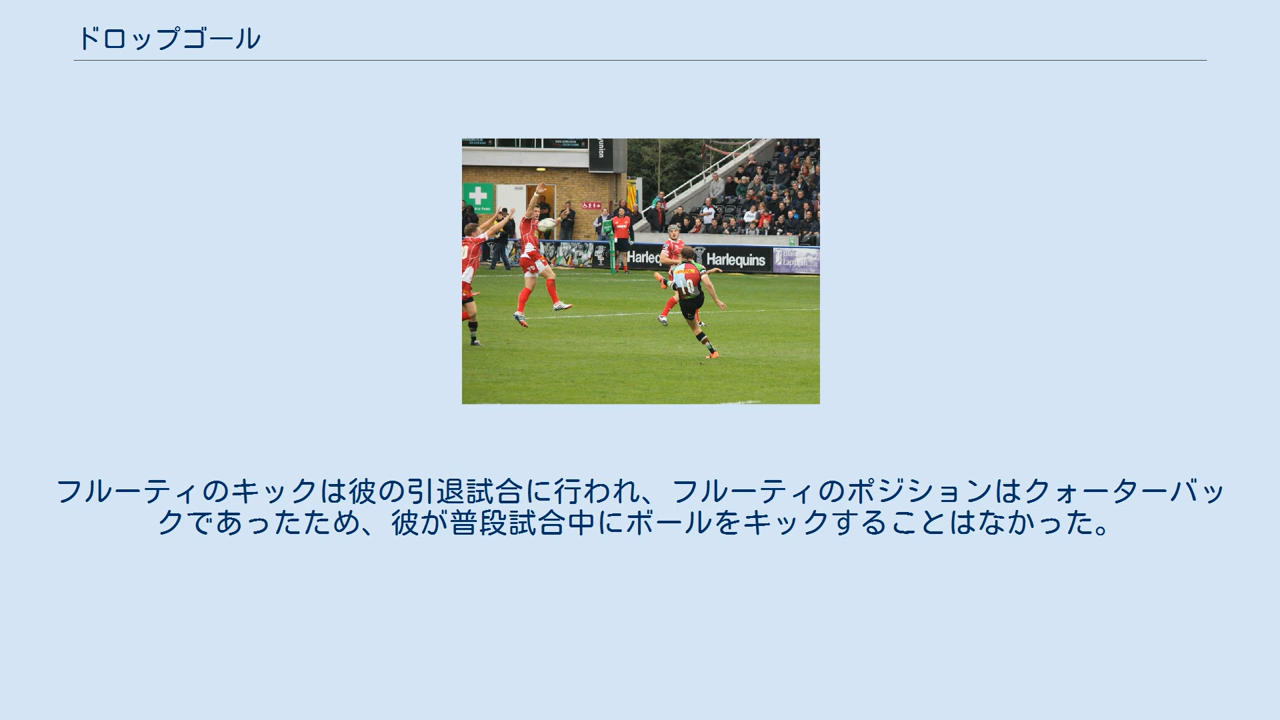 ドロップゴール
union
Harlequins
Harlequins
10
フルーティのキックは彼の引退試合に行われ、フルーティのポジションはクォーターバッ
クであったため、彼が普段試合中にボールをキックすることはなかった。